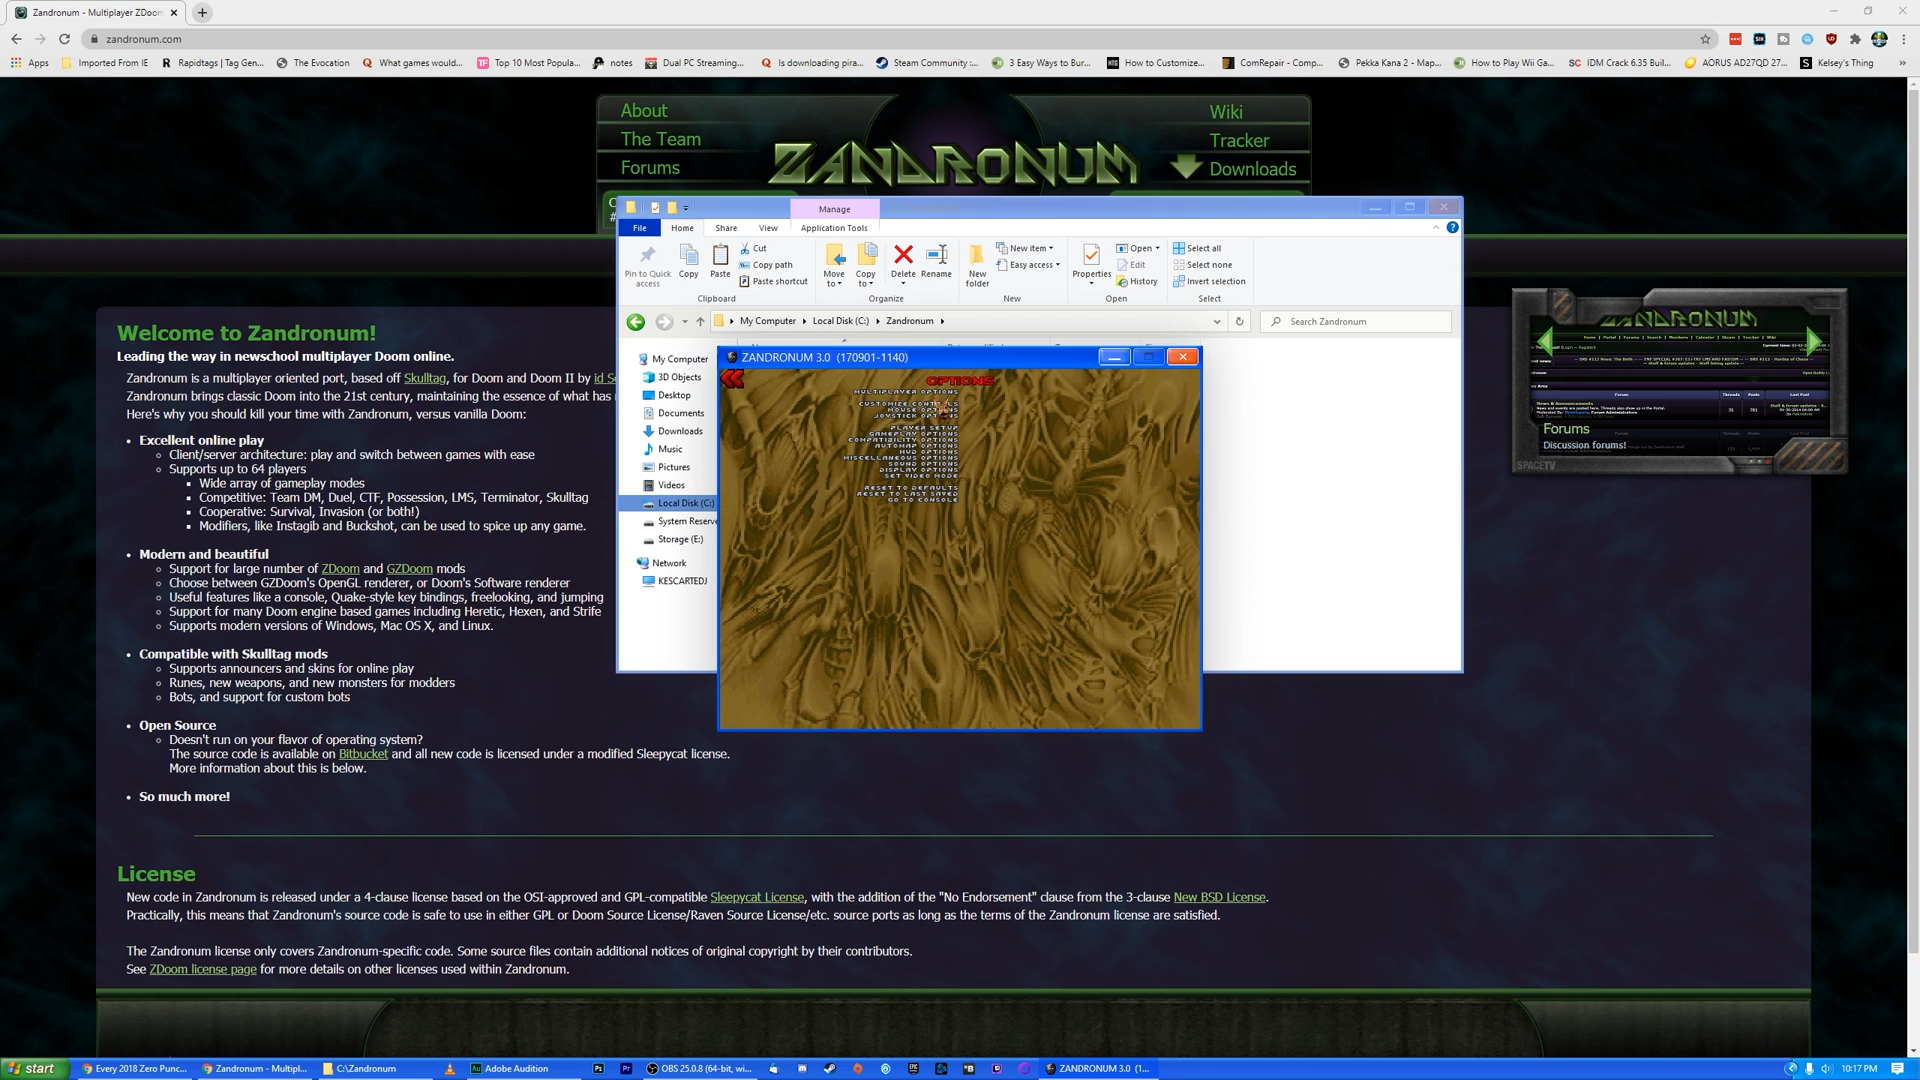 Zandronum - Multiplayer ZDoom
zandronum.com
Apps
Imported From IE
Rapidtags | Tag Gen...
The Evocation
What games would...
Top 10 Most Popula...
notes
Dual PC Streaming...
Is downloading pira...
Steam Community :...
3 Easy Ways to Bur...
How to Customize...
ComRepair - Comp...
Pekka Kana 2 - Map...
How to Play Wii Ga...
IDM Crack 6.35 Buil...
AORUS AD27QD 27...
Kelsey's Thing
About
The Team
Forums
ZANDRONUM
Wiki
Tracker
Downloads
Manage
File
Home
Share
View
Application Tools
Pin to Quick access
Copy
Paste
Cut
Copy path
Paste shortcut
Clipboard
Move to
Copy to
Delete
Rename
Organize
New folder
New item
Easy access
New
Properties
Open
Edit
History
Open
Select all
Select none
Invert selection
Select
My Computer
Local Disk (C:)
Zandronum
Search Zandronum
My Computer
3D Objects
Desktop
Documents
Downloads
Music
Pictures
Videos
Local Disk (C:)
System Reserve
Storage (E:)
Network
KESCARTEDJ
ZANDRONUM 3.0 (170901-1140)
OPTIONS
MULTIPLAYER OPTIONS
CUSTOMIZE CONTROLS
MOUSE OPTIONS
JOYSTICK OPTIONS
PLAYER SETUP
GAMEPLAY OPTIONS
COMPATIBILITY OPTIONS
AUTOMAP OPTIONS
HUD OPTIONS
MISCELLANEOUS OPTIONS
SOUND OPTIONS
DISPLAY OPTIONS
SET VIDEO MODE
RESET TO DEFAULTS
RESET TO LAST SAVED
GO TO CONSOLE
Welcome to Zandronum!
Leading the way in newschool multiplayer Doom online.
Zandronum is a multiplayer oriented port, based off Skulltag, for Doom and Doom II by id S
Zandronum brings classic Doom into the 21st century, maintaining the essence of what has
Here's why you should kill your time with Zandronum, versus vanilla Doom:
Excellent online play
Client/server architecture: play and switch between games with ease
Supports up to 64 players
Wide array of gameplay modes
Competitive: Team DM, Duel, CTF, Possession, LMS, Terminator, Skulltag
Cooperative: Survival, Invasion (or both!)
Modifiers, like Instagib and Buckshot, can be used to spice up any game.
Modern and beautiful
Support for large number of ZDoom and GZDoom mods
Choose between GZDoom's OpenGL renderer, or Doom's Software renderer
Useful features like a console, Quake-style key bindings, freelooking, and jumping
Support for many Doom engine based games including Heretic, Hexen, and Strife
Supports modern versions of Windows, Mac OS X, and Linux.
Compatible with Skulltag mods
Supports announcers and skins for online play
Runes, new weapons, and new monsters for modders
Bots, and support for custom bots
Open Source
Doesn't run on your flavor of operating system?
The source code is available on Bitbucket and all new code is licensed under a modified Sleepycat license.
More information about this is below.
So much more!
ZANDRONUM
Forums
Discussion forums!
SPACETV
License
New code in Zandronum is released under a 4-clause license based on the OSI-approved and GPL-compatible Sleepycat License, with the addition of the "No Endorsement" clause from the 3-clause New BSD License.
Practically, this means that Zandronum's source code is safe to use in either GPL or Doom Source License/Raven Source License/etc. source ports as long as the terms of the Zandronum license are satisfied.
The Zandronum license only covers Zandronum-specific code. Some source files contain additional notices of original copyright by their contributors.
See ZDoom license page for more details on other licenses used within Zandronum.
start
Every 2018 Zero Punc...
Zandronum - Multipl...
C:\Zandronum
Adobe Audition
OBS 25.0.8 (64-bit, wi...
ZANDRONUM 3.0 (1...
10:17 PM